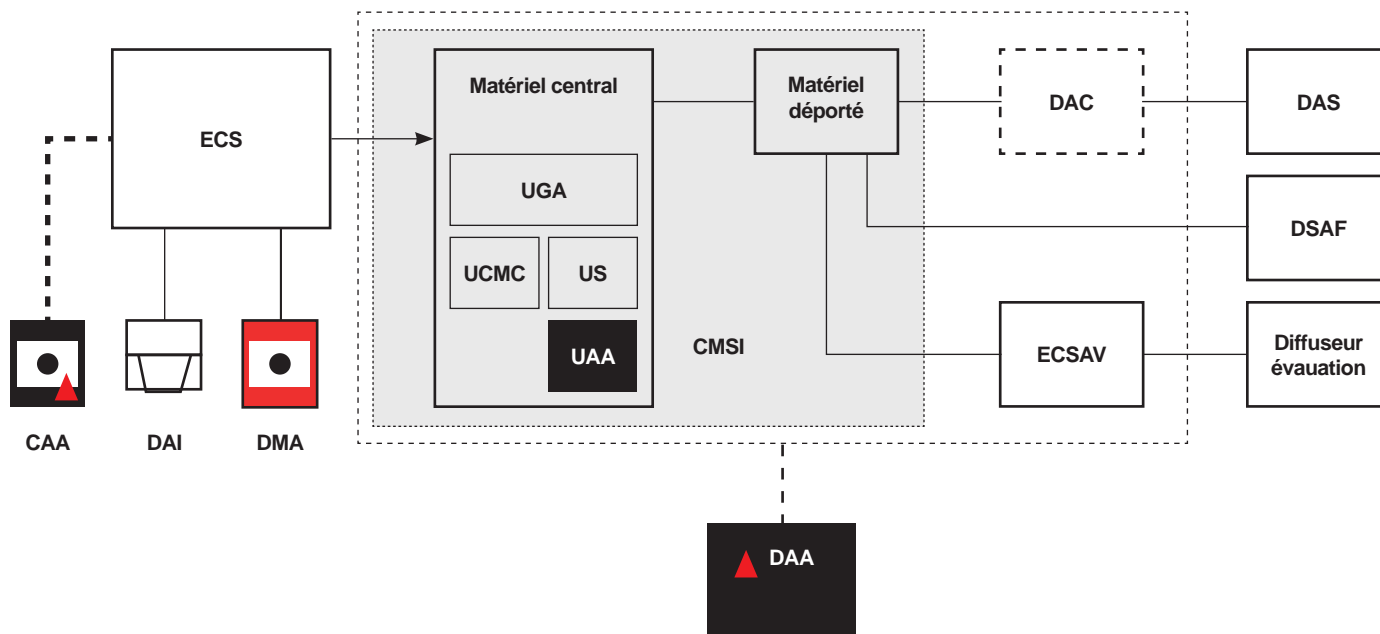 ECS
Matériel central
UGA
UCMC
US
UAA
CMSI
Matériel
déporté
DAC
DAS
DSAF
ECSAV
Diffuseur
évauation
CAA
DAI
DMA
DAA